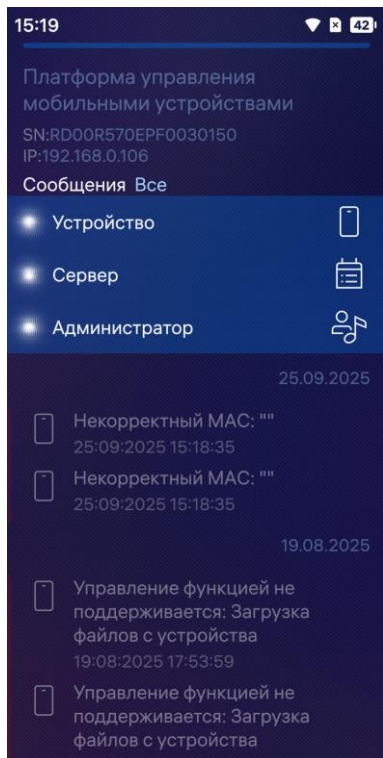 15:19
42
Платформа управления
мобильными устройствами
SN:RD00R570EPF0030150
IP:192.168.0.106
Сообщения Все
Устройство
Сервер
Администратор
25.09.2025
Некорректный MAC: ""
25:09:2025 15:18:35
Некорректный MAC: ""
25:09:2025 15:18:35
19.08.2025
Управление функцией не
поддерживается: Загрузка
файлов с устройства
19:08:2025 17:53:59
Управление функцией не
поддерживается: Загрузка
файлов с устройства